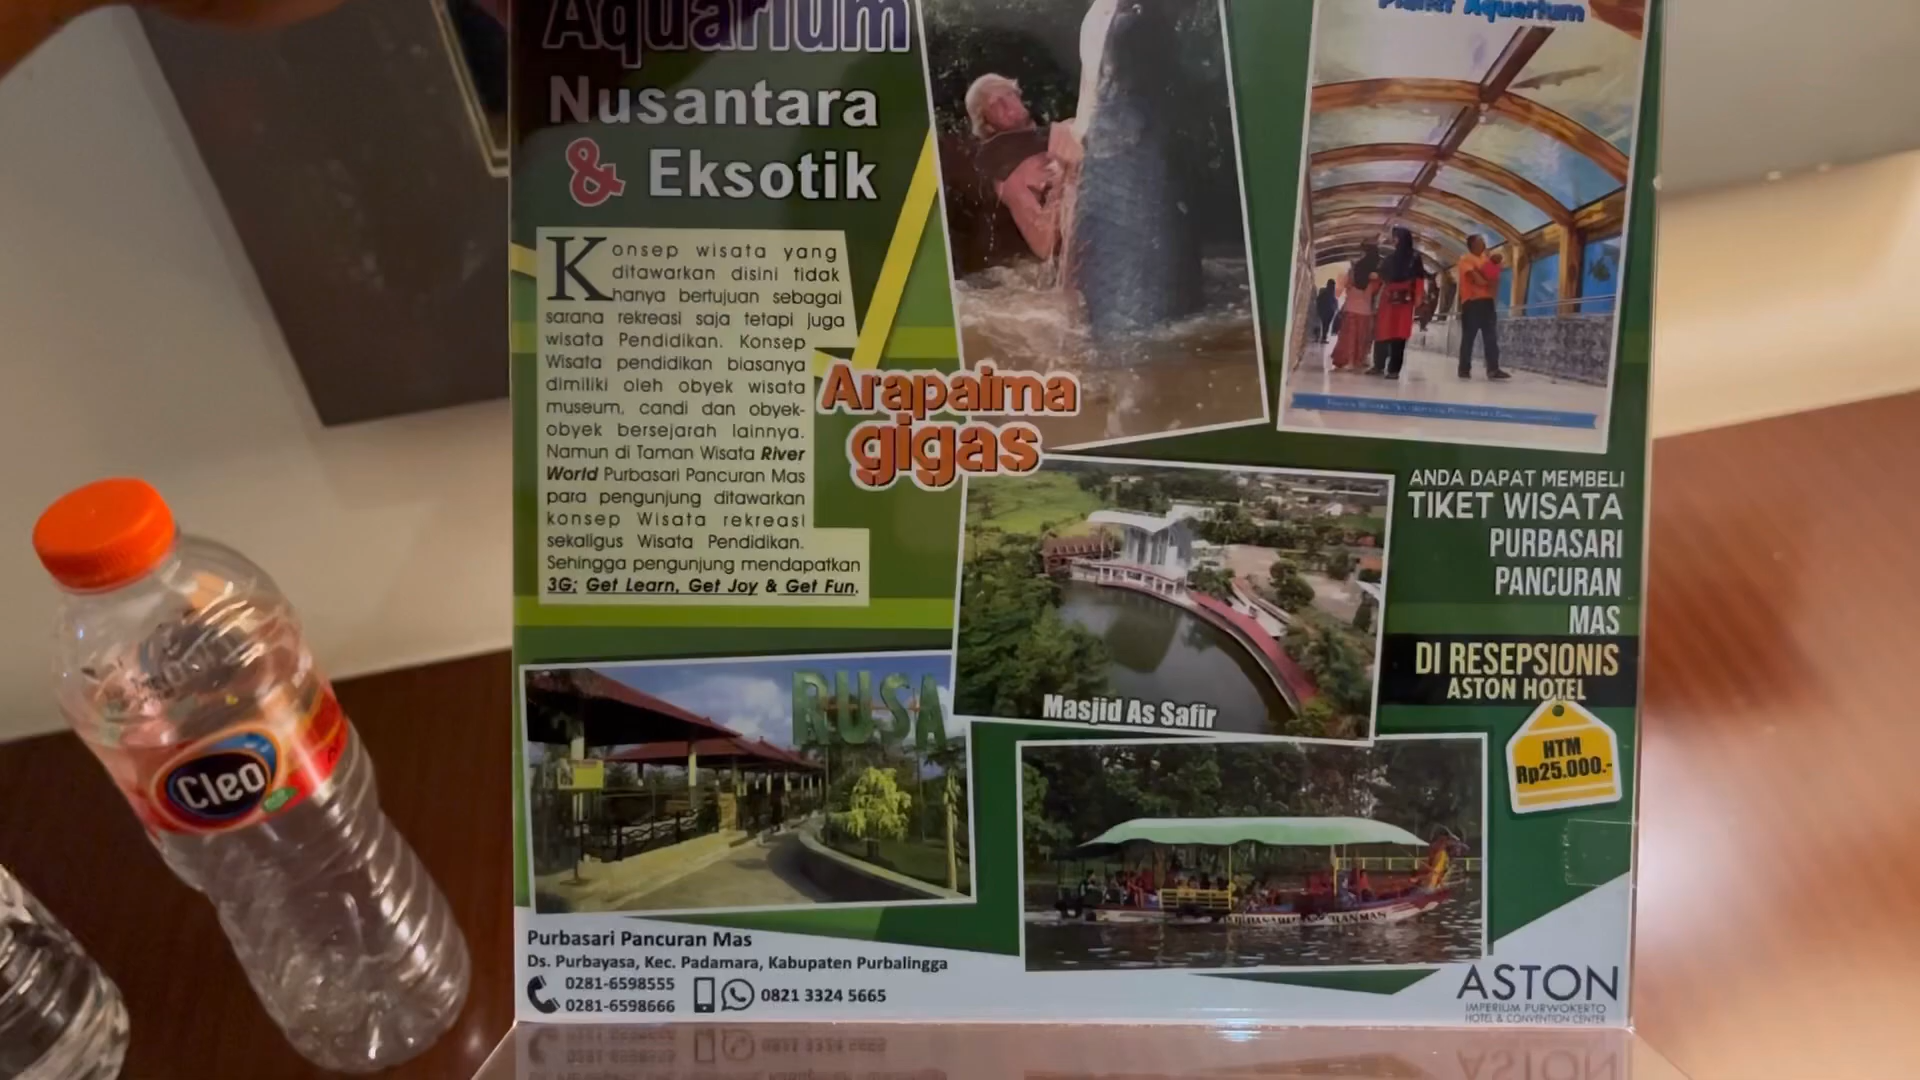 Aquarium
Nusantara
& Eksotik
Planet Aquarium
Konsep wisata yang
ditawarkan disini tidak
hanya bertujuan sebagai
sarana rekreasi saja tetapi juga
wisata Pendidikan. Konsep
Wisata pendidikan biasanya
dimiliki oleh obyek wisata
museum, candi dan obyek-
obyek bersejarah lainnya.
Namun di Taman Wisata River
World Purbasari Pancuran Mas
para pengunjung ditawarkan
konsep Wisata rekreasi
sekaligus Wisata Pendidikan.
Sehingga pengunjung mendapatkan
3G; Get Learn, Get Joy & Get Fun.
Arapaima
gigas
ANDA DAPAT MEMBELI
TIKET WISATA
PURBASARI
PANCURAN
MAS
DI RESEPSIONIS
ASTON HOTEL
HTM
Rp25.000.-
Masjid As Safir
RUSA
Purbasari Pancuran Mas
Ds. Purbayasa, Kec. Padamara, Kabupaten Purbalingga
0281-6598555
0281-6598666
0821 3324 5665
ASTON
IMPERIUM PURWOKERTO
HOTEL & CONVENTION CENTER
Cleo